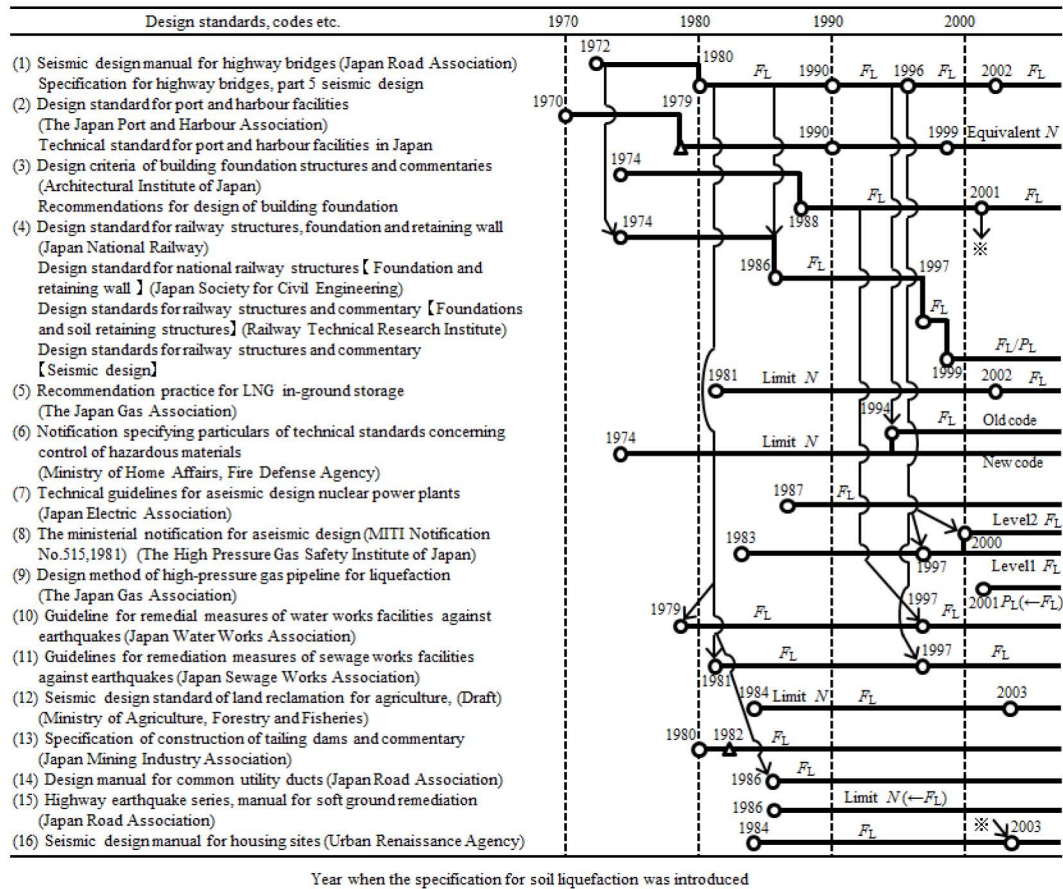 Design standards, codes etc. 1970 1980 1990 2000
1972
(1) Seismic design manual for highway bridges (Japan Road Association) 1980
Specification for highway bridges, part 5 seismic design FL 1990 FL 1996 FL 2002 FL
(2) Design standard for port and harbour facilities 1970 1979
(The Japan Port and Harbour Association)
Technical standard for port and harbour facilities in Japan 1990 1999 Equivalent N
(3) Design criteria of building foundation structures and commentaries 1974
(Architectural Institute of Japan)
Recommendations for design of building foundation 1988 FL 2001 FL
(4) Design standard for railway structures, foundation and retaining wall 1974
(Japan National Railway) ※
Design standard for national railway structures【Foundation and 1986 FL 1997
retaining wall】(Japan Society for Civil Engineering)
Design standards for railway structures and commentary【Foundations FL
and soil retaining structures】(Railway Technical Research Institute)
Design standards for railway structures and commentary FL/PL
【Seismic design】 1999
(5) Recommendation practice for LNG in-ground storage 1981 Limit N 2002 FL
(The Japan Gas Association) 1994
(6) Notification specifying particulars of technical standards concerning FL Old code
control of hazardous materials 1974 Limit N
(Ministry of Home Affairs, Fire Defense Agency) New code
(7) Technical guidelines for aseismic design nuclear power plants 1987 FL
(Japan Electric Association)
(8) The ministerial notification for aseismic design (MITI Notification Level2 FL
No.515,1981) (The High Pressure Gas Safety Institute of Japan) 1983 1997 2000
(9) Design method of high-pressure gas pipeline for liquefaction Level1 FL
(The Japan Gas Association) 2001 PL(←FL)
(10) Guideline for remedial measures of water works facilities against 1979 FL 1997 FL
earthquakes (Japan Water Works Association)
(11) Guidelines for remediation measures of sewage works facilities 1981 FL 1997 FL
against earthquakes (Japan Sewage Works Association)
(12) Seismic design standard of land reclamation for agriculture, (Draft) 1984 Limit N FL 2003
(Ministry of Agriculture, Forestry and Fisheries)
(13) Specification of construction of tailing dams and commentary 1980 1982 FL
(Japan Mining Industry Association)
(14) Design manual for common utility ducts (Japan Road Association) 1986 FL
(15) Highway earthquake series, manual for soft ground remediation 1986 Limit N(←FL)
(Japan Road Association)
(16) Seismic design manual for housing sites (Urban Renaissance Agency) 1984 FL ※ 2003
Year when the specification for soil liquefaction was introduced